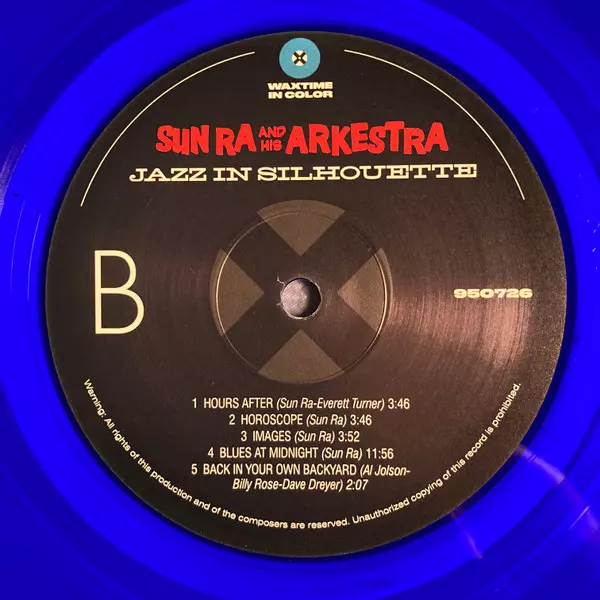 WAXTIME
IN COLOR
SUN RA AND HIS ARKESTRA
JAZZ IN SILHOUETTE
B
950726
1 HOURS AFTER (Sun Ra-Everett Turner) 3:46
2 HOROSCOPE (Sun Ra) 3:46
3 IMAGES (Sun Ra) 3:52
4 BLUES AT MIDNIGHT (Sun Ra) 11:56
5 BACK IN YOUR OWN BACKYARD (Al Jolson-
Billy Rose-Dave Dreyer) 2:07
Warning: All rights of this production and of the composers are reserved. Unauthorized copying of this record is prohibited.